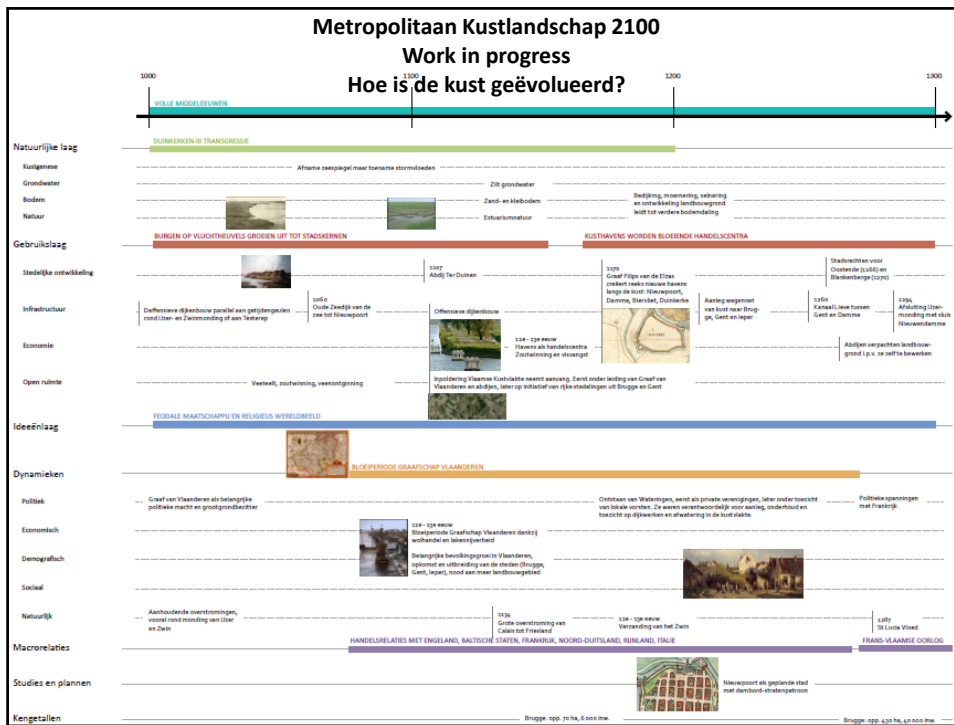 Metropolitaan Kustlandschap 2100
Work in progress
Hoe is de kust geëvolueerd?
1000
1100
1200
1300
VOLLE MIDDELEEUWEN
Natuurlijke laag
DUINKERKEN-III TRANSGRESSIE
Kustgenese
Afname zeespiegel maar toename stormvloeden
Grondwater
Zilt grondwater
Bodem
Zand- en kleibodem
Bedijking, moernering, selnering
en ontwikkeling landbouwgrond
leidt tot verdere bodemdaling
Natuur
Estuariumnatuur
Gebruikslaag
BURGEN OP VLUCHTHEUVELS GROEIEN UIT TOT STADSKERNEN
KUSTHAVENS WORDEN BLOEIENDE HANDELSCENTRA
Stedelijke ontwikkeling
1107
Abdij Ter Duinen
1170
Graaf Filips van de Elzas
creëert reeks nieuwe havens
langs de kust: Nieuwpoort,
Damme, Biervliet, Duinkerke
Stadsrechten voor
Oostende (1266) en
Blankenberge (1270)
Infrastructuur
Deffensieve dijkenbouw parallel aan getijdengeulen
rond IJzer- en Zwinmonding of aan Testerep
1060
Oude Zeedijk van de
zee tot Nieuwpoort
Offensieve dijkenbouw
Aanleg wegennet
van kust naar Brug-
ge, Gent en Ieper
1260
Kanaal Lieve tussen
Gent en Damme
1294
Afsluiting IJzer-
monding met sluis
Nieuwendamme
Economie
12e - 13e eeuw
Havens als handelscentra
Zoutwinning en visvangst
Abdijen verpachten landbouw-
grond i.p.v. ze zelf te bewerken
Open ruimte
Veeteelt, zoutwinning, veenontginning
Inpoldering Vlaamse Kustvlakte neemt aanvang. Eerst onder leiding van Graaf van
Vlaanderen en abdijen, later op initiatief van rijke stedelingen uit Brugge en Gent
Ideeënlaag
FEODALE MAATSCHAPPIJ EN RELIGIEUS WERELDBEELD
Dynamieken
BLOEIPERIODE GRAAFSCHAP VLAANDEREN
Politiek
Graaf van Vlaanderen als belangrijke
politieke macht en grootgrondbezitter
Ontstaan van Wateringen, eerst als private verenigingen, later onder toezicht
van lokale vorsten. Ze waren verantwoordelijk voor aanleg, onderhoud en
toezicht op dijkwerken en afwatering in de kustvlakte.
Politieke spanningen
met Frankrijk
Economisch
12e - 13e eeuw
Bloeiperiode Graafschap Vlaanderen dankzij
wolhandel en lakennijverheid
Demografisch
Belangrijke bevolkingsgroei in Vlaanderen,
opkomst en uitbreiding van de steden (Brugge,
Gent, Ieper), nood aan meer landbouwgebied
Sociaal
Natuurlijk
Aanhoudende overstromingen,
vooral rond monding van IJzer
en Zwin
1134
Grote overstroming van
Calais tot Friesland
12e - 13e eeuw
Verzanding van het Zwin
1287
St Lucia Vloed
Macrorelaties
HANDELSRELATIES MET ENGELAND, BALTISCHE STATEN, FRANKRIJK, NOORD-DUITSLAND, RIJNLAND, ITALIE
FRANS-VLAAMSE OORLOG
Studies en plannen
Nieuwpoort als geplande stad
met dambord-stratenpatroon
Kengetallen
Brugge: opp. 70 ha, 6 000 inw.
Brugge: opp. 430 ha, 40 000 inw.